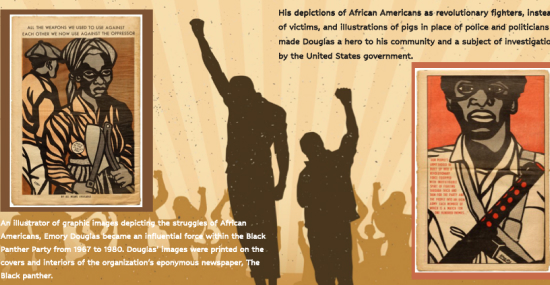 His depictions of African Americans as revolutionary fighters, instea
of victims, and illustrations of pigs in place of police and politicians
made Douglas a hero to his community and a subject of investigatio
by the United States government.
ALL THE WEAPONS WE USED TO USE AGAINST
EACH OTHER WE NOW USE AGAINST THE OPPRESSOR
An illustrator of graphic images depicting the struggles of African
Americans, Emory Douglas became an influential force within the Black
Panther Party from 1967 to 1980. Douglas' images were printed on the
covers and interiors of the organization's eponymous newspaper, The
Black panther.